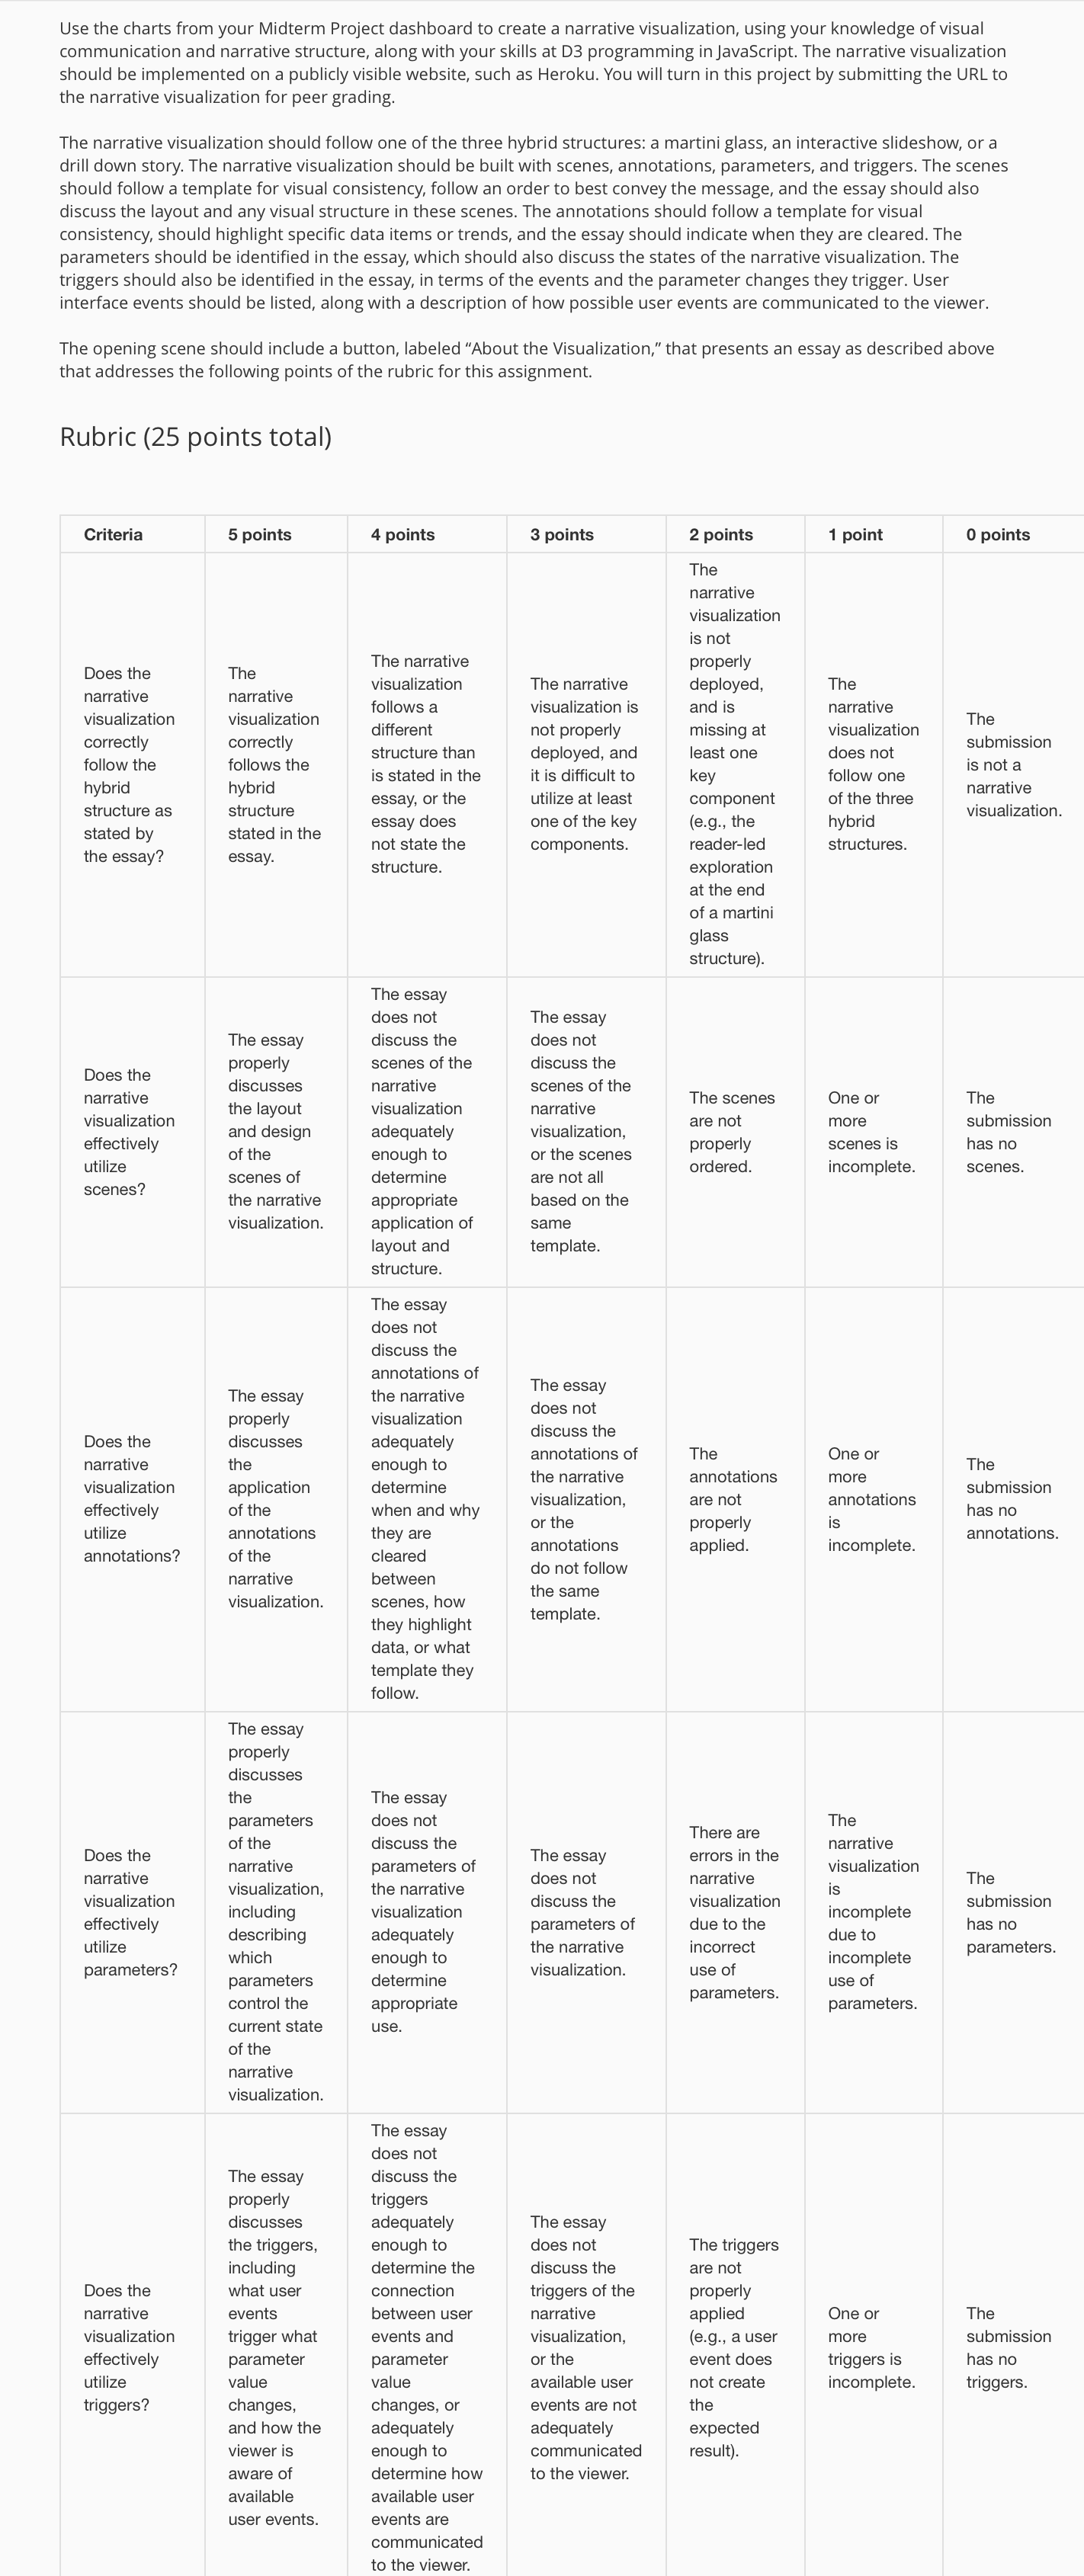 Use the charts from your Midterm Project dashboard to create a narrative visualization, using your knowledge of visual
communication and narrative structure, along with your skills at D3 programming in JavaScript. The narrative visualization
should be implemented on a publicly visible website, such as Heroku. You will turn in this project by submitting the URL to
the narrative visualization for peer grading.
The narrative visualization should follow one of the three hybrid structures: a martini glass, an interactive slideshow, or a
drill down story. The narrative visualization should be built with scenes, annotations, parameters, and triggers. The scenes
should follow a template for visual consistency, follow an order to best convey the message, and the essay should also
discuss the layout and any visual structure in these scenes. The annotations should follow a template for visual
consistency, should highlight specific data items or trends, and the essay should indicate when they are cleared. The
parameters should be identified in the essay, which should also discuss the states of the narrative visualization. The
triggers should also be identified in the essay, in terms of the events and the parameter changes they trigger. User
interface events should be listed, along with a description of how possible user events are communicated to the viewer.
The opening scene should include a button, labeled “About the Visualization,” that presents an essay as described above
that addresses the following points of the rubric for this assignment.
Rubric (25 points total)
Criteria
5 points
4 points
3 points
2 points
1 point
0 points
Does the
narrative
visualization
correctly
follow the
hybrid
structure as
stated by
the essay?
The
narrative
visualization
correctly
follows the
hybrid
structure
stated in the
essay.
The narrative
visualization
follows a
different
structure than
is stated in the
essay, or the
essay does
not state the
structure.
The narrative
visualization is
not properly
deployed, and
it is difficult to
utilize at least
one of the key
components.
The
narrative
visualization
is not
properly
deployed,
and is
missing at
least one
key
component
(e.g., the
reader-led
exploration
at the end
of a martini
glass
structure).
The
narrative
visualization
does not
follow one
of the three
hybrid
structures.
The
submission
is not a
narrative
visualization.
Does the
narrative
visualization
effectively
utilize
scenes?
The essay
properly
discusses
the layout
and design
of the
scenes of
the narrative
visualization.
The essay
does not
discuss the
scenes of the
narrative
visualization
adequately
enough to
determine
appropriate
application of
layout and
structure.
The essay
does not
discuss the
scenes of the
narrative
visualization,
or the scenes
are not all
based on the
same
template.
The scenes
are not
properly
ordered.
One or
more
scenes is
incomplete.
The
submission
has no
scenes.
Does the
narrative
visualization
effectively
utilize
annotations?
The essay
properly
discusses
the
application
of the
annotations
of the
narrative
visualization.
The essay
does not
discuss the
annotations of
the narrative
visualization
adequately
enough to
determine
when and why
they are
cleared
between
scenes, how
they highlight
data, or what
template they
follow.
The essay
does not
discuss the
annotations of
the narrative
visualization,
or the
annotations
do not follow
the same
template.
The
annotations
are not
properly
applied.
One or
more
annotations
is
incomplete.
The
submission
has no
annotations.
Does the
narrative
visualization
effectively
utilize
parameters?
The essay
properly
discusses
the
parameters
of the
narrative
visualization,
including
describing
which
parameters
control the
current state
of the
narrative
visualization.
The essay
does not
discuss the
parameters of
the narrative
visualization
adequately
enough to
determine
appropriate
use.
The essay
does not
discuss the
parameters of
the narrative
visualization.
There are
errors in the
narrative
visualization
due to the
incorrect
use of
parameters.
The
narrative
visualization
is
incomplete
due to
incomplete
use of
parameters.
The
submission
has no
parameters.
Does the
narrative
visualization
effectively
utilize
triggers?
The essay
properly
discusses
the triggers,
including
what user
events
trigger what
parameter
value
changes,
and how the
viewer is
aware of
available
user events.
The essay
does not
discuss the
triggers
adequately
enough to
determine the
connection
between user
events and
parameter
value
changes, or
adequately
enough to
determine how
available user
events are
communicated
to the viewer.
The essay
does not
discuss the
triggers of the
narrative
visualization,
or the
available user
events are not
adequately
communicated
to the viewer.
The triggers
are not
properly
applied
(e.g., a user
event does
not create
the
expected
result).
One or
more
triggers is
incomplete.
The
submission
has no
triggers.